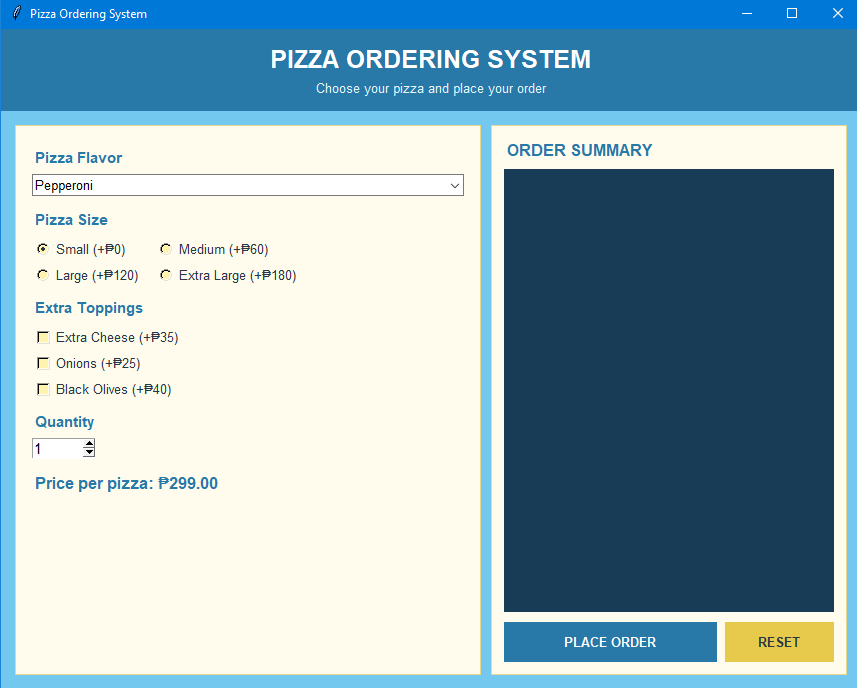 Pizza Ordering System
PIZZA ORDERING SYSTEM
Choose your pizza and place your order
Pizza Flavor
Pepperoni
Pizza Size
Small (+₱0) Medium (+₱60)
Large (+₱120) Extra Large (+₱180)
Extra Toppings
Extra Cheese (+₱35)
Onions (+₱25)
Black Olives (+₱40)
Quantity
1
Price per pizza: ₱299.00
ORDER SUMMARY
PLACE ORDER RESET